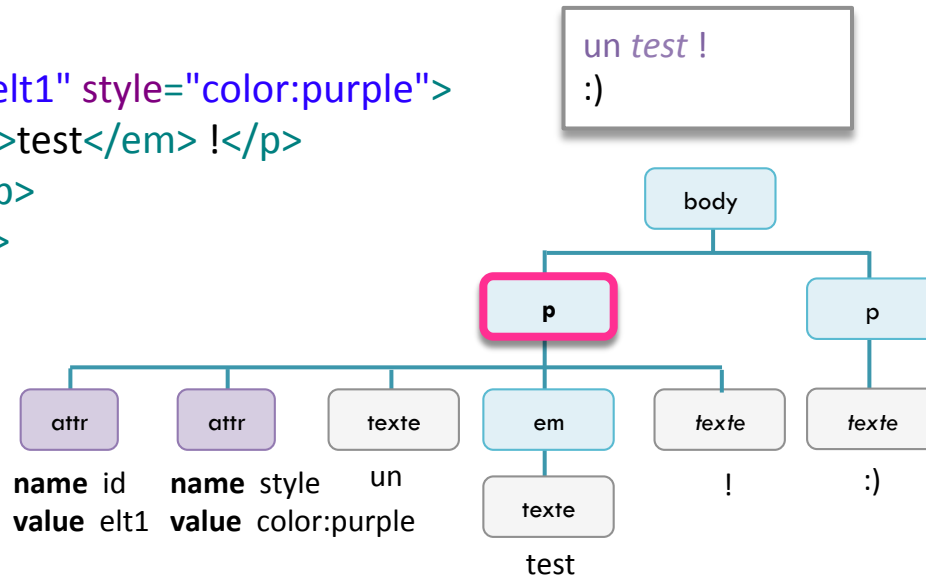 un test !
:)
elt1" style="color:purple">
>test</em> !</p>
p>
>
body
p
p
attr
attr
texte
em
texte
texte
name id
value elt1
name style
value color:purple
un
texte
!
:)
test